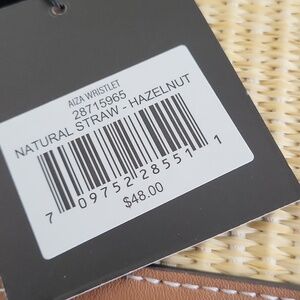 AIZA WRISTLET
28715965
NATURAL STRAW - HAZELNUT
7 09752 28551 1
$48.00